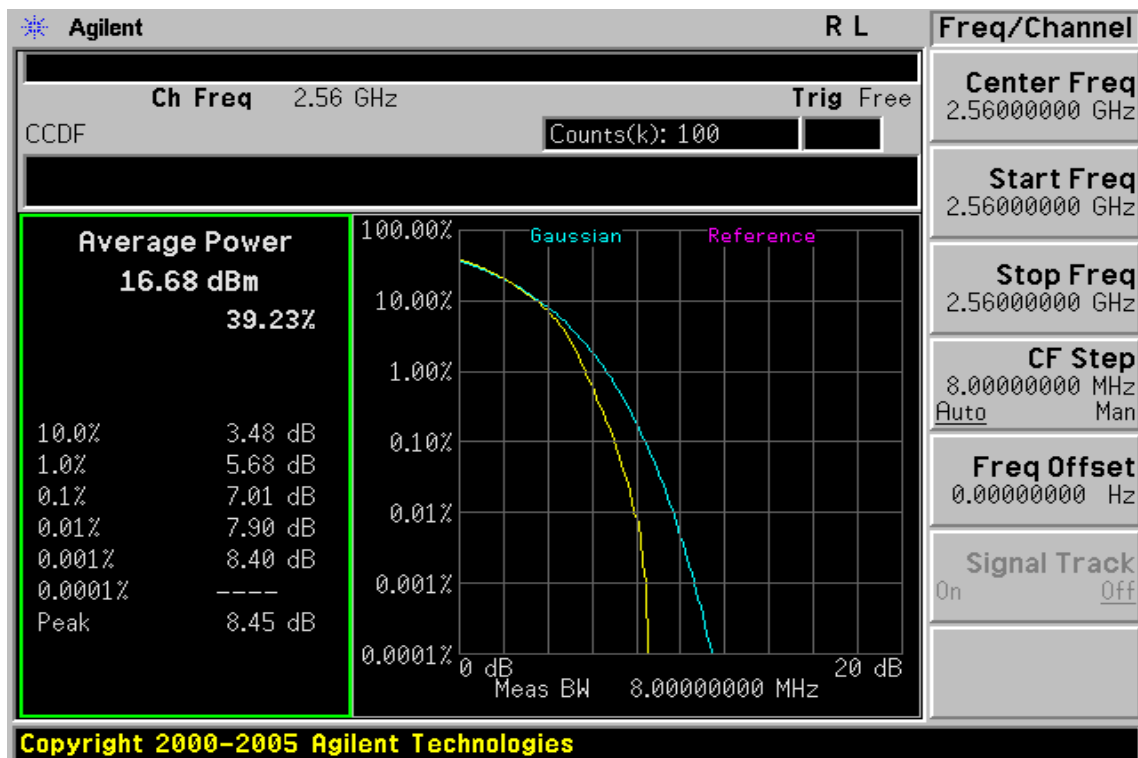 Agilent
R L
Ch Freq 2.56 GHz
Trig Free
CCDF
Counts(k): 100
Average Power
16.68 dBm
39.23%
10.0% 3.48 dB
1.0% 5.68 dB
0.1% 7.01 dB
0.01% 7.90 dB
0.001% 8.40 dB
0.0001% ----
Peak 8.45 dB
100.00%
10.00%
1.00%
0.10%
0.01%
0.001%
0.0001%
Gaussian
Reference
0 dB
20 dB
Meas BW 8.00000000 MHz
Freq/Channel
Center Freq
2.56000000 GHz
Start Freq
2.56000000 GHz
Stop Freq
2.56000000 GHz
CF Step
8.00000000 MHz
Auto Man
Freq Offset
0.00000000 Hz
Signal Track
On Off
Copyright 2000-2005 Agilent Technologies